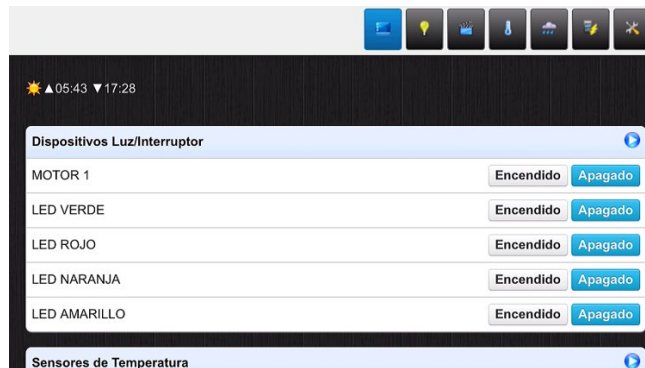 ▲05:43 ▼17:28
Dispositivos Luz/Interruptor
MOTOR 1 Encendido Apagado
LED VERDE Encendido Apagado
LED ROJO Encendido Apagado
LED NARANJA Encendido Apagado
LED AMARILLO Encendido Apagado
Sensores de Temperatura